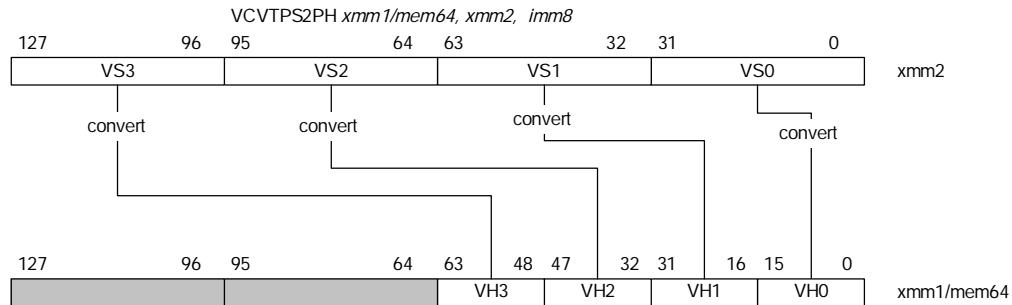 VCVTPS2PH xmm1/mem64, xmm2, imm8
127 96 95 64 63 32 31 0
VS3 VS2 VS1 VS0 xmm2
convert convert convert convert
127 96 95 64 63 48 47 32 31 16 15 0
VH3 VH2 VH1 VH0 xmm1/mem64